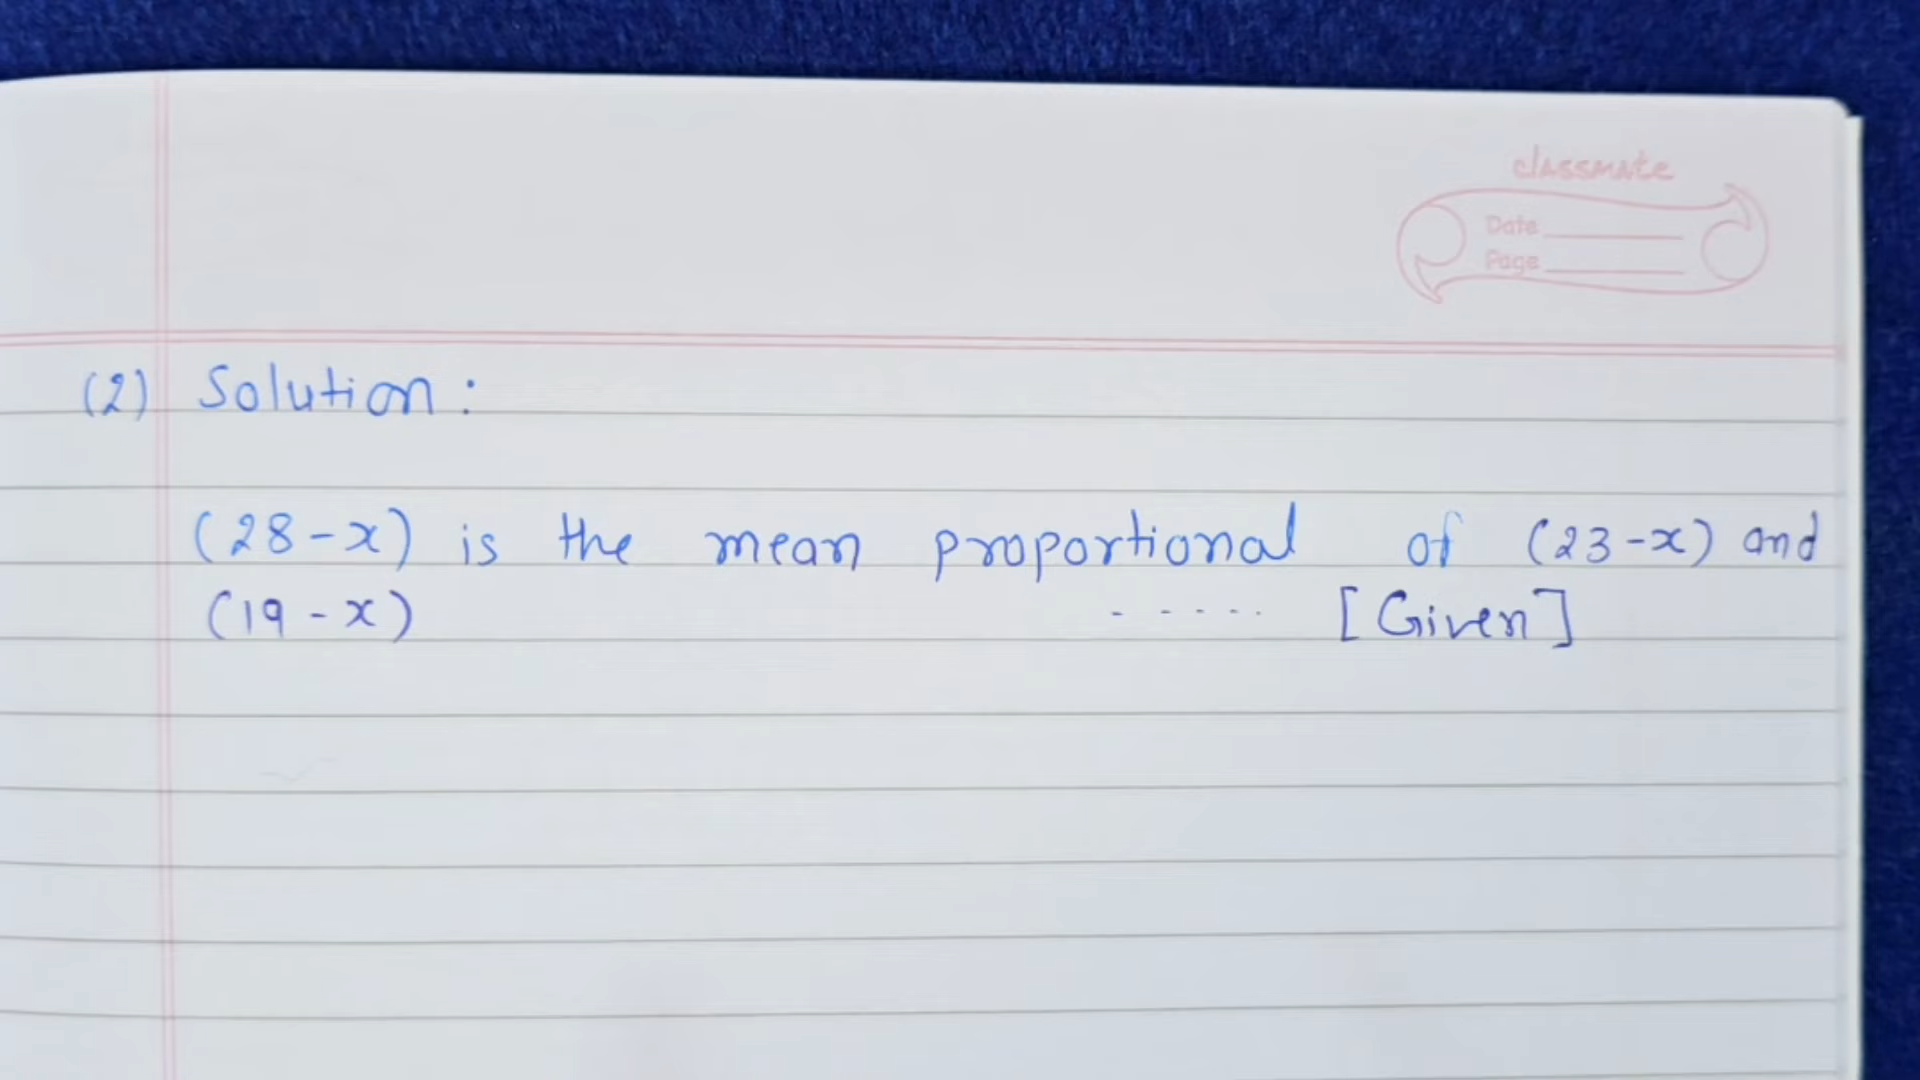 classmate
Date
Page
(2) Solution :
(28-x) is the mean proportional of (23-x) and
(19-x) ..... [Given]